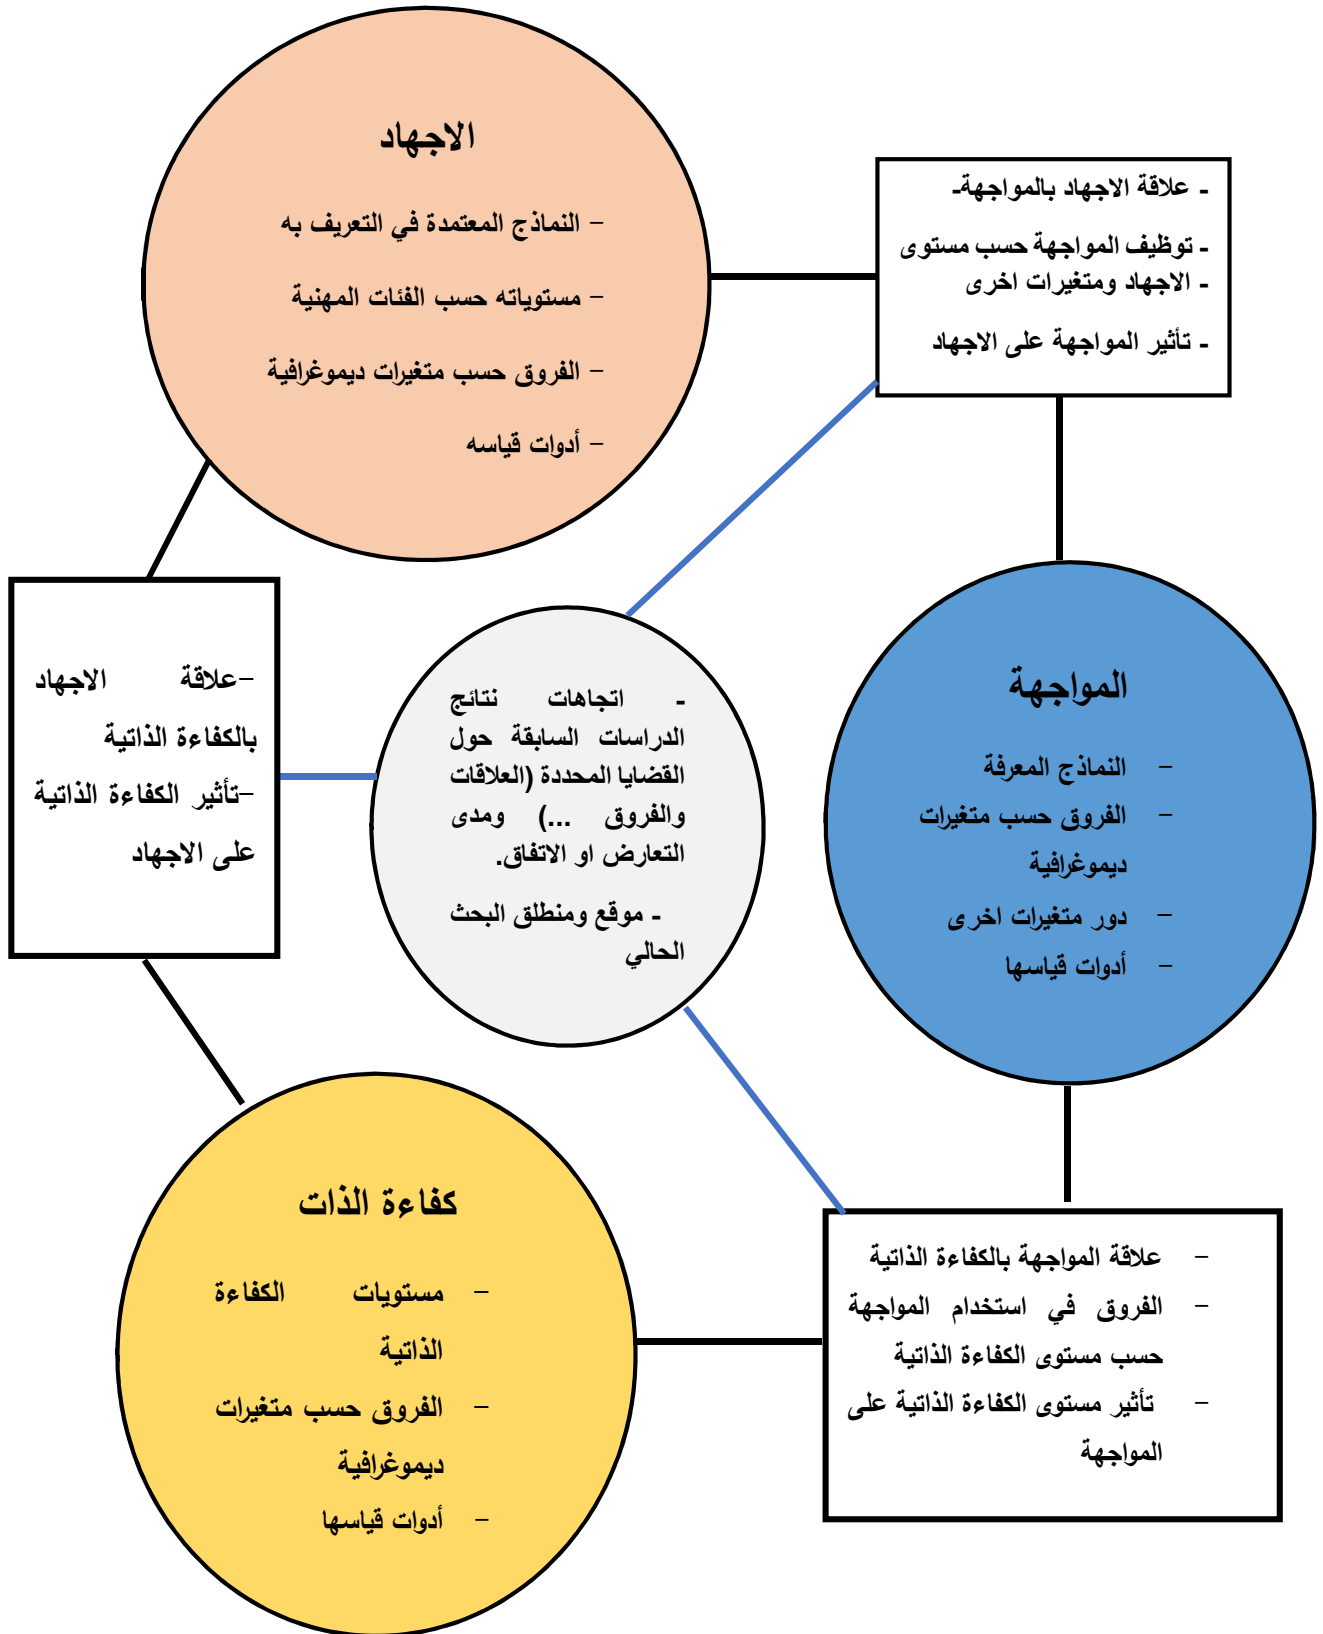 الاجهاد
– النماذج المعتمدة في التعريف به
– مستوياته حسب الفئات المهنية
– الفروق حسب متغيرات ديموغرافية
– أدوات قياسه
- علاقة الاجهاد بالمواجهة-
- توظيف المواجهة حسب مستوى
- الاجهاد ومتغيرات اخرى
- تأثير المواجهة على الاجهاد
–علاقة الاجهاد
بالكفاءة الذاتية
–تأثير الكفاءة الذاتية
على الاجهاد
- اتجاهات نتائج
الدراسات السابقة حول
القضايا المحددة (العلاقات
والفروق ...) ومدى
التعارض او الاتفاق.
- موقع ومنطلق البحث
الحالي
المواجهة
– النماذج المعرفة
– الفروق حسب متغيرات
ديموغرافية
– دور متغيرات اخرى
– أدوات قياسها
كفاءة الذات
– مستويات الكفاءة
الذاتية
– الفروق حسب متغيرات
ديموغرافية
– أدوات قياسها
– علاقة المواجهة بالكفاءة الذاتية
– الفروق في استخدام المواجهة
حسب مستوى الكفاءة الذاتية
– تأثير مستوى الكفاءة الذاتية على
المواجهة